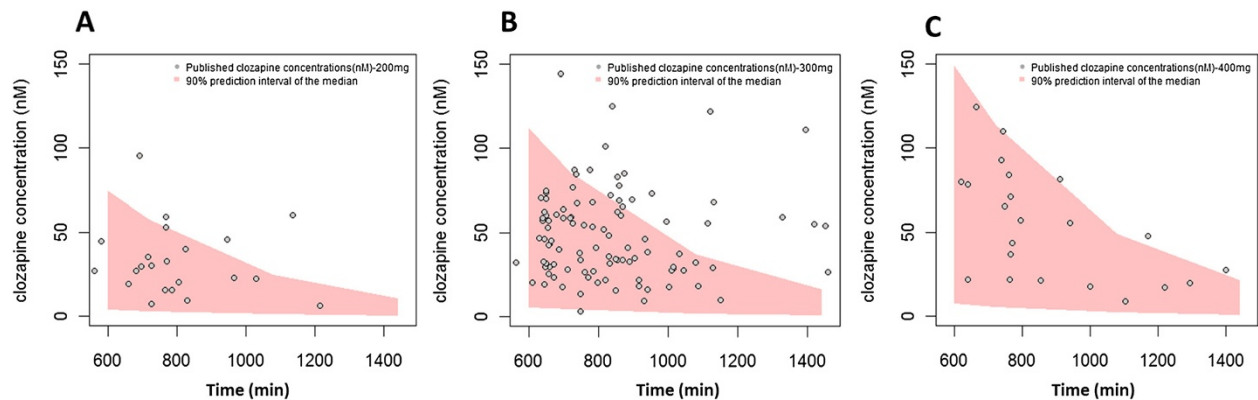 A
clozapine concentration (nM)
150
100
50
0
Published clozapine concentrations(nM)-200mg
90% prediction interval of the median
600 800 1000 1200 1400
Time (min)
B
clozapine concentration (nM)
150
100
50
0
Published clozapine concentrations(nM)-300mg
90% prediction interval of the median
600 800 1000 1200 1400
Time (min)
C
clozapine concentration (nM)
150
100
50
0
Published clozapine concentrations(nM)-400mg
90% prediction interval of the median
600 800 1000 1200 1400
Time (min)